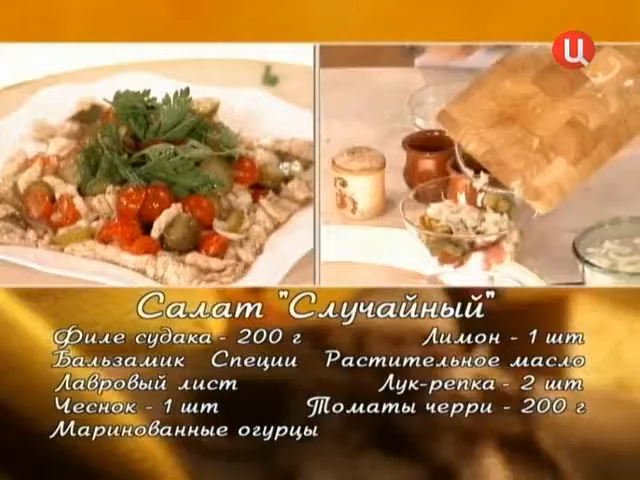 Ц
Салат "Случайный"
Филе судака - 200 г Лимон - 1 шт
Бальзамик Специи Растительное масло
Лавровый лист Лук-репка - 2 шт
Чеснок - 1 шт Томаты черри - 200 г
Маринованные огурцы